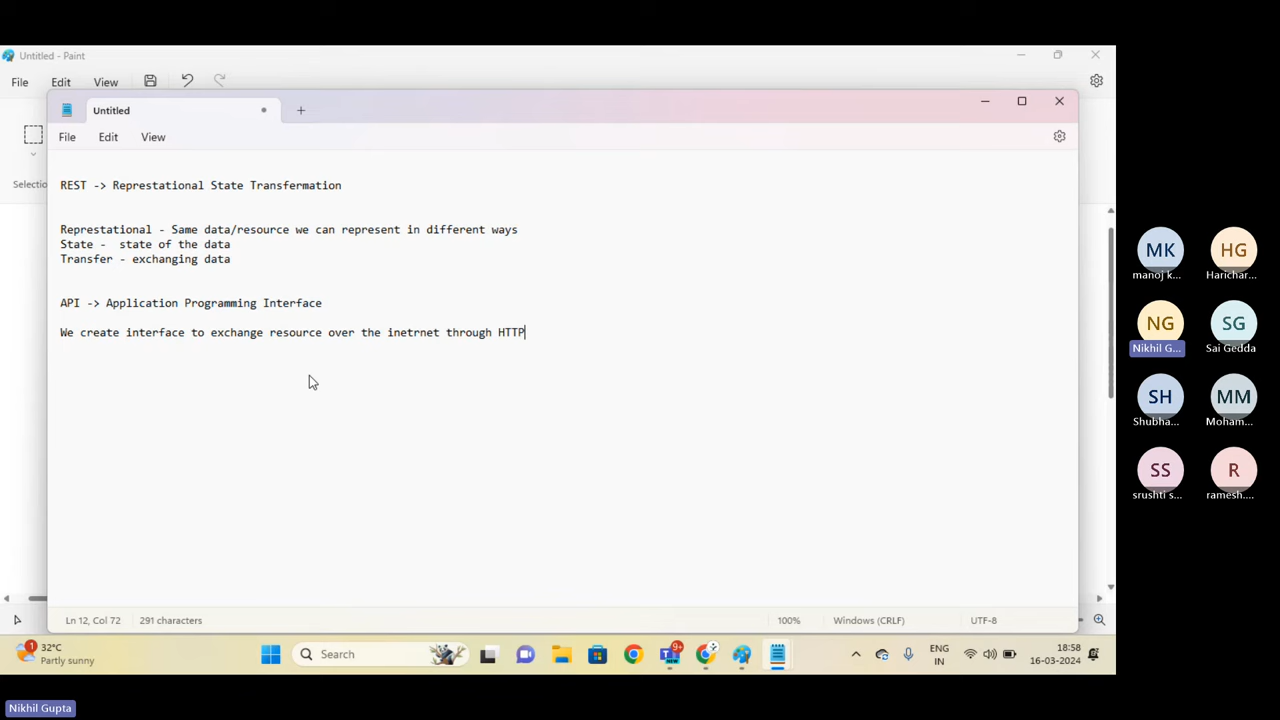 Untitled - Paint
File Edit View
Untitled
File Edit View
Selectio
REST -> Represtational State Transfermation
Represtational - Same data/resource we can represent in different ways
State -  state of the data
Transfer - exchanging data
API -> Application Programming Interface
We create interface to exchange resource over the inetrnet through HTTP
Ln 12, Col 72 291 characters 100% Windows (CRLF) UTF-8
1 32°C
Partly sunny
Search
NEW 9+
ENG
IN
18:58
16-03-2024
MK HG
manoj k... Harichar...
NG SG
Nikhil G... Sai Gedda
SH MM
Shubha... Moham...
SS R
srushti s... ramesh....
Nikhil Gupta